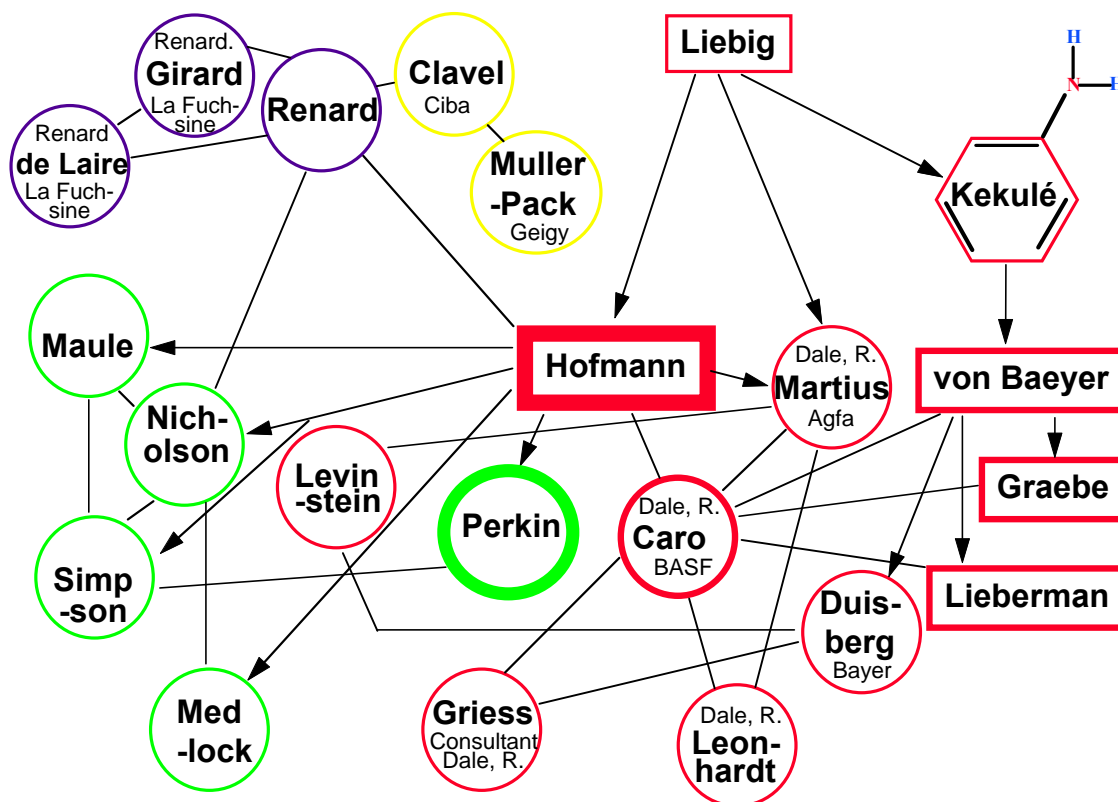 Renard.
Girard
La Fuch-
sine
Renard
de Laire
La Fuch-
sine
Renard
Clavel
Ciba
Muller
-Pack
Geigy
Liebig
H
N
H
Kekulé
Maule
Nich-
olson
Simp
-son
Med
-lock
Levin
-stein
Hofmann
Perkin
Dale, R.
Martius
Agfa
Dale, R.
Caro
BASF
von Baeyer
Graebe
Lieberman
Duis-
berg
Bayer
Griess
Consultant
Dale, R.
Dale, R.
Leon-
hardt